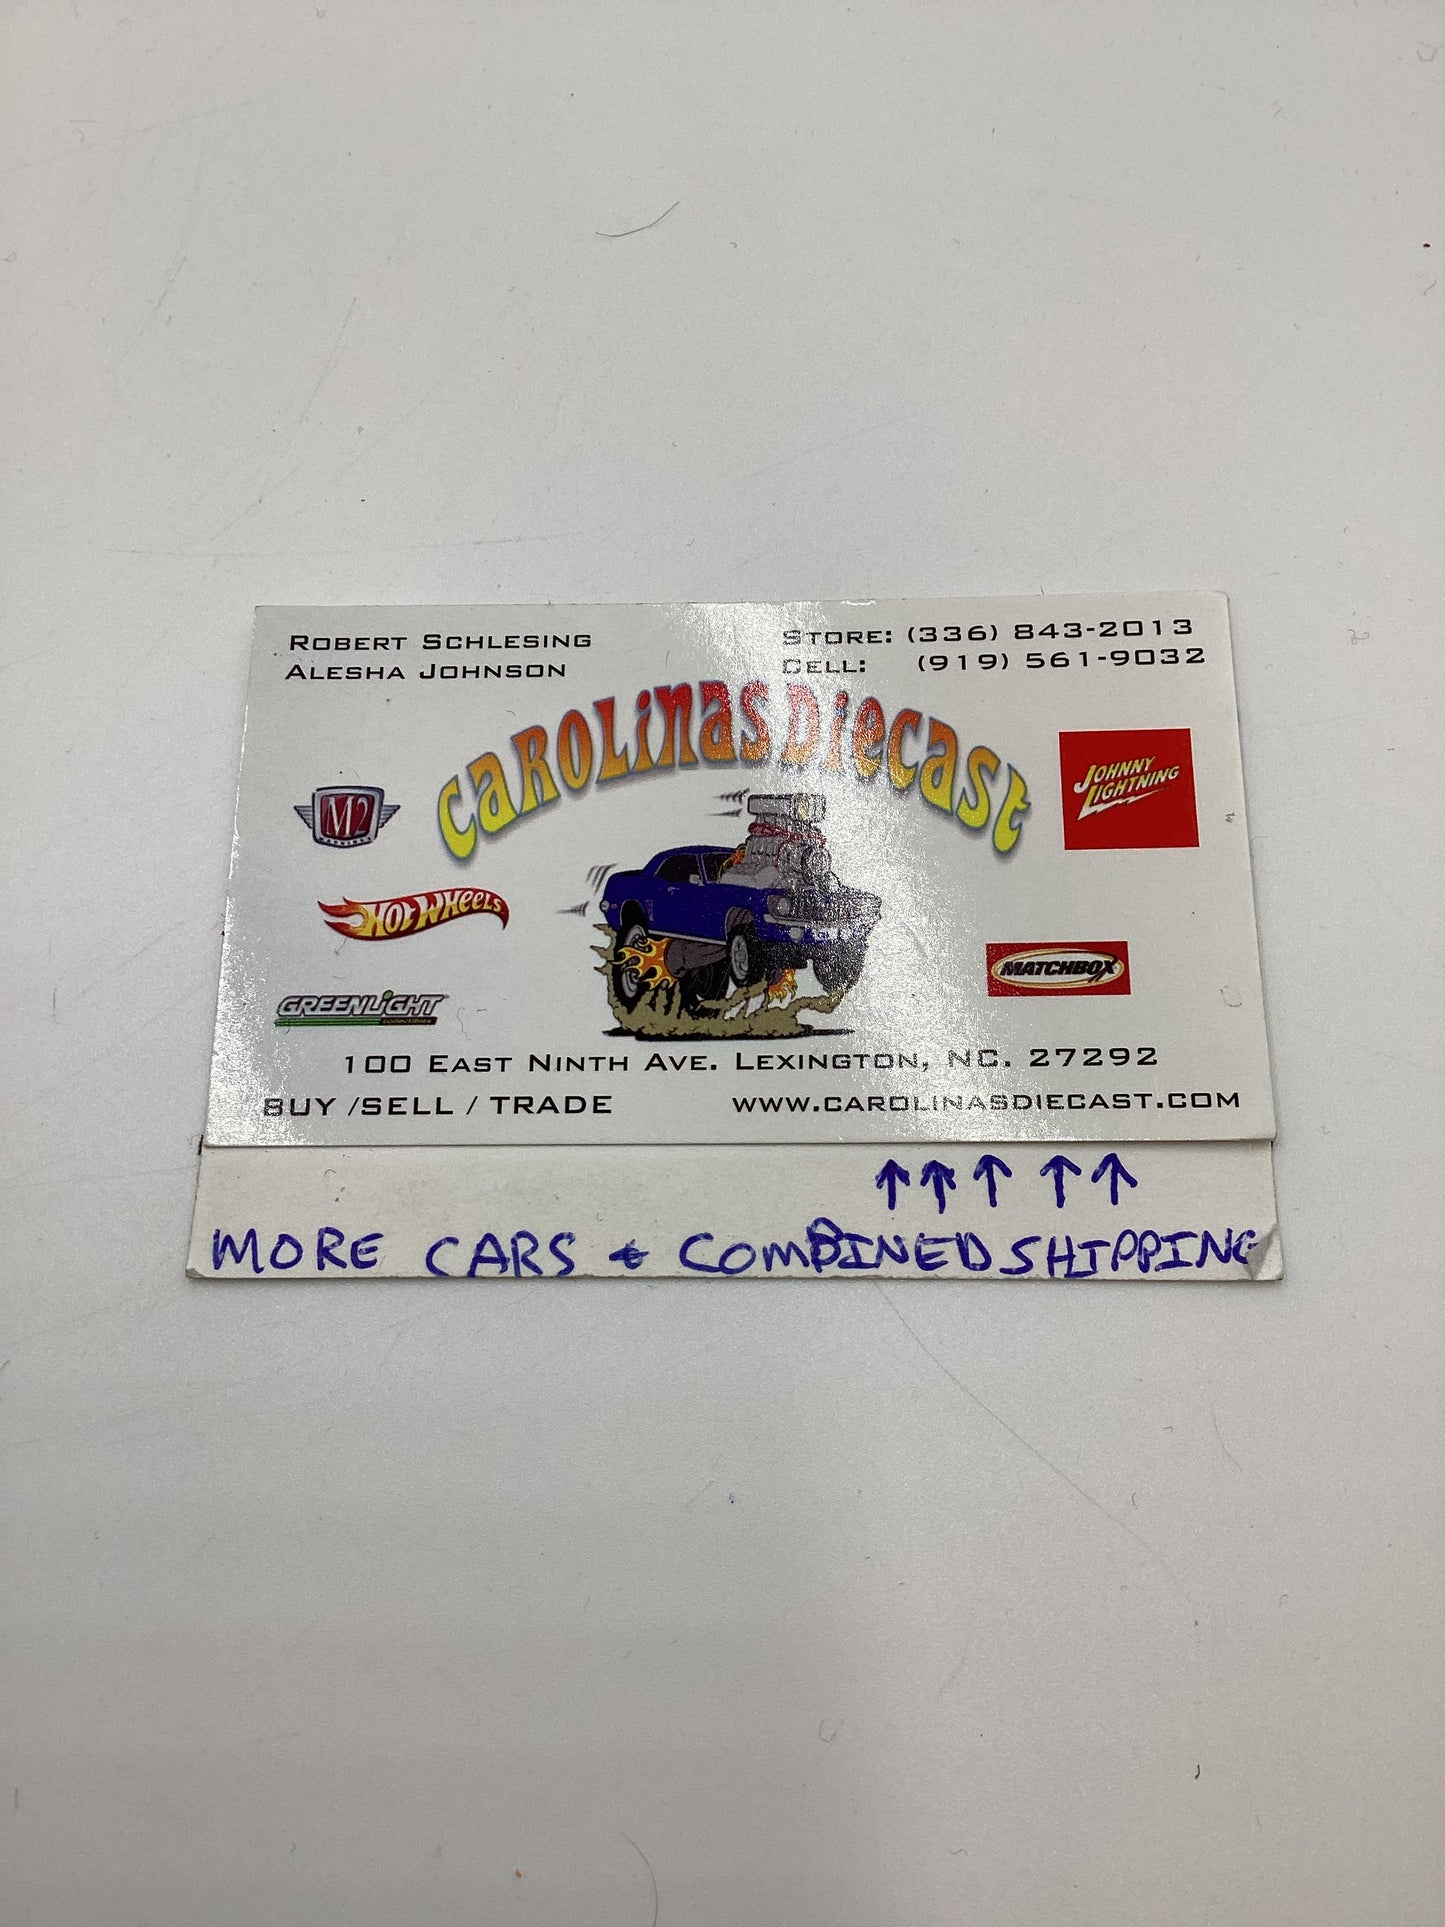 ROBERT SCHLESING
ALESHA JOHNSON
STORE: (336) 843-2013
CELL: (919) 561-9032
CAROLiNAS DiECAST
M2
MACHINES
JOHNNY
LIGHTNING
HOT WHEELS
MATCHBOX
GREENLiGHT
collectibles
100 EAST NINTH AVE. LEXINGTON, NC. 27292
BUY /SELL / TRADE
WWW.CAROLINASDIECAST.COM
↑ ↑ ↑ ↑ ↑
MORE CARS & COMBINED SHIPPING